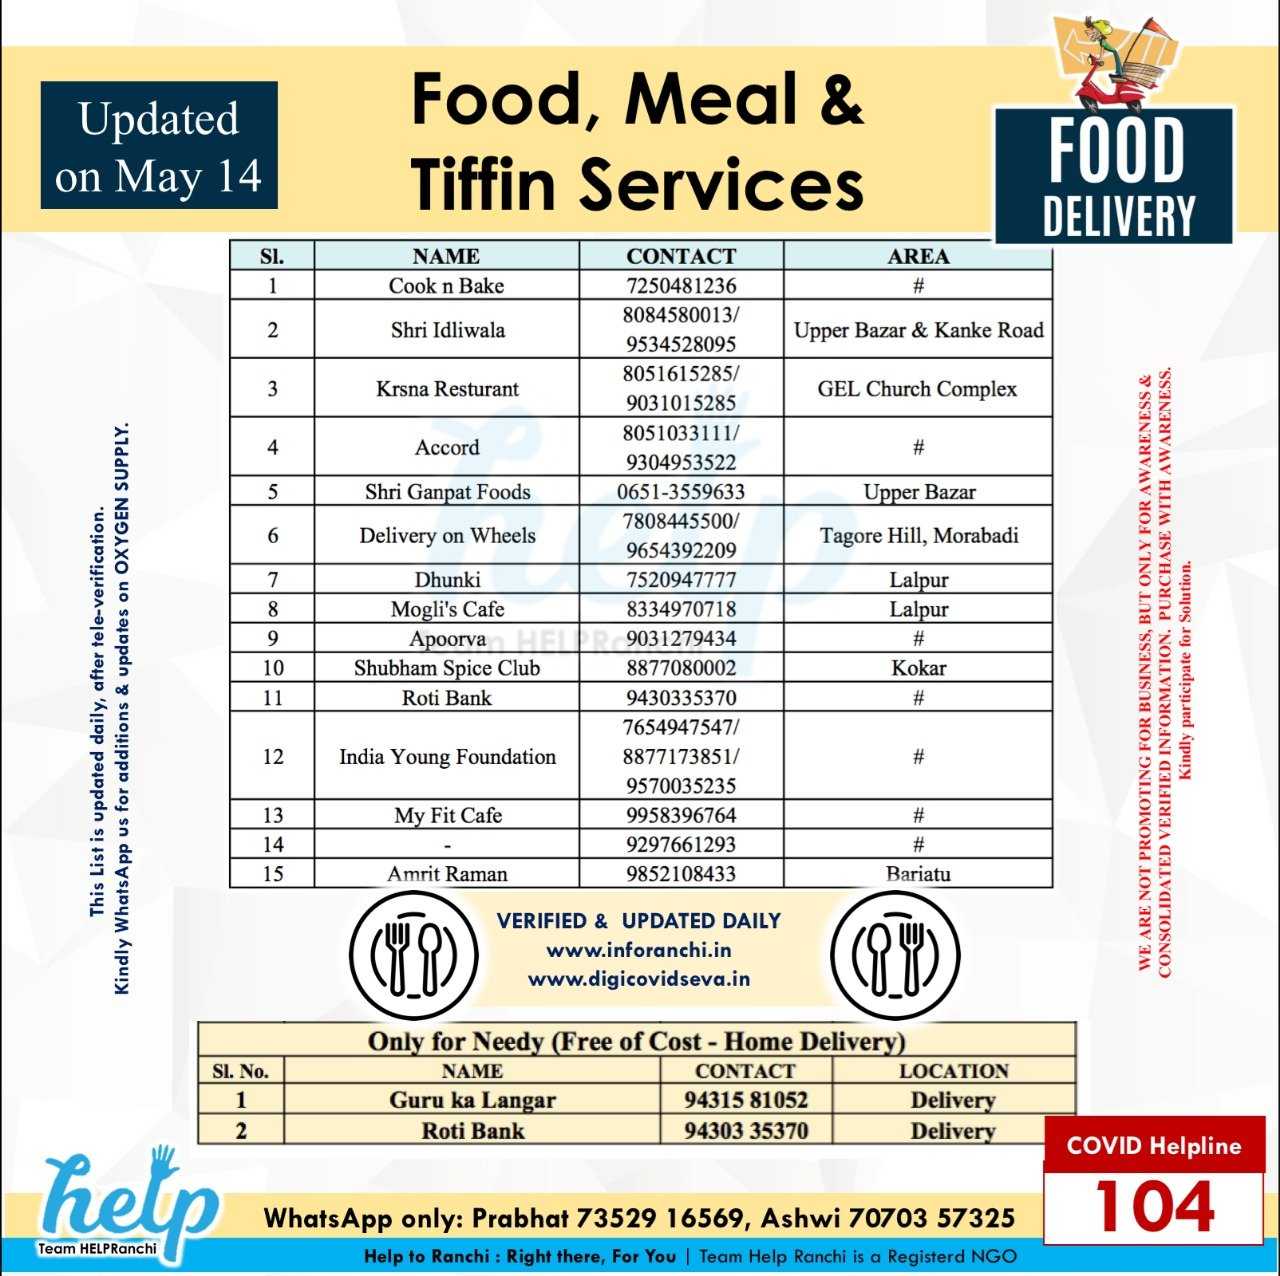 Updated
on May 14
Food, Meal &
Tiffin Services
FOOD
DELIVERY
Sl. NAME CONTACT AREA
1 Cook n Bake 7250481236 #
2 Shri Idliwala 8084580013/ 9534528095 Upper Bazar & Kanke Road
3 Krsna Resturant 8051615285/ 9031015285 GEL Church Complex
4 Accord 8051033111/ 9304953522 #
5 Shri Ganpat Foods 0651-3559633 Upper Bazar
6 Delivery on Wheels 7808445500/ 9654392209 Tagore Hill, Morabadi
7 Dhunki 7520947777 Lalpur
8 Mogli's Cafe 8334970718 Lalpur
9 Apoorva 9031279434 #
10 Shubham Spice Club 8877080002 Kokar
11 Roti Bank 9430335370 #
12 India Young Foundation 7654947547/ 8877173851/ 9570035235 #
13 My Fit Cafe 9958396764 #
14 - 9297661293 #
15 Amrit Raman 9852108433 Bariatu
help
Team HELPRanchi
This List is updated daily, after tele-verification.
Kindly WhatsApp us for additions & updates on OXYGEN SUPPLY.
WE ARE NOT PROMOTING FOR BUSINESS, BUT ONLY FOR AWARENESS &
CONSOLIDATED VERIFIED INFORMATION. PURCHASE WITH AWARENESS.
Kindly participate for Solution.
VERIFIED & UPDATED DAILY
www.inforanchi.in
www.digicovidseva.in
Only for Needy (Free of Cost - Home Delivery)
Sl. No. NAME CONTACT LOCATION
1 Guru ka Langar 94315 81052 Delivery
2 Roti Bank 94303 35370 Delivery
COVID Helpline
104
help
Team HELPRanchi
WhatsApp only: Prabhat 73529 16569, Ashwi 70703 57325
Help to Ranchi : Right there, For You | Team Help Ranchi is a Registerd NGO